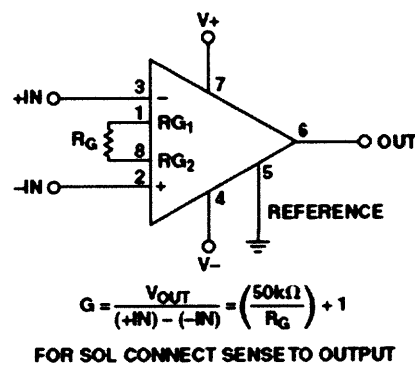 V+
7
+IN
3
−
1
RG1
RG
8
RG2
−IN
2
+
6
OUT
5
4
REFERENCE
V−
G = VOUT / (+IN) − (−IN) = (50kΩ / RG) + 1
FOR SOL CONNECT SENSE TO OUTPUT